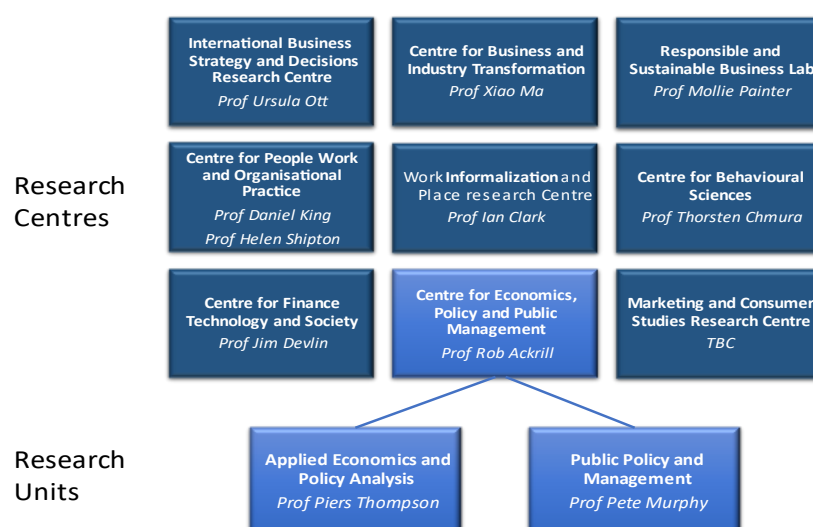 International Business
Strategy and Decisions
Research Centre
Prof Ursula Ott
Centre for Business and
Industry Transformation
Prof Xiao Ma
Responsible and
Sustainable Business Lab
Prof Mollie Painter
Research
Centres
Centre for People Work
and Organisational
Practice
Prof Daniel King
Prof Helen Shipton
Work Informalization and
Place research Centre
Prof Ian Clark
Centre for Behavioural
Sciences
Prof Thorsten Chmura
Centre for Finance
Technology and Society
Prof Jim Devlin
Centre for Economics,
Policy and Public
Management
Prof Rob Ackrill
Marketing and Consumer
Studies Research Centre
TBC
Research
Units
Applied Economics and
Policy Analysis
Prof Piers Thompson
Public Policy and
Management
Prof Pete Murphy